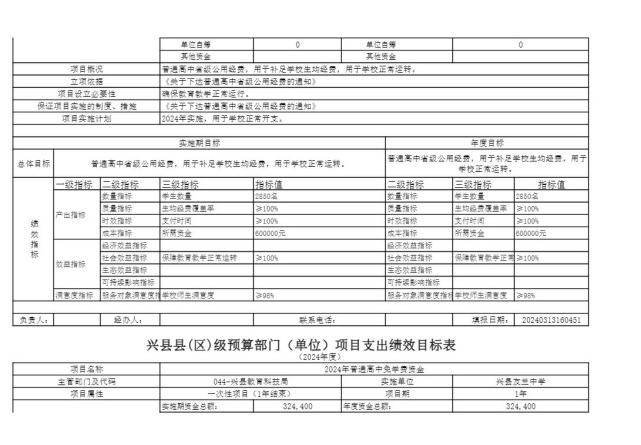 单位自筹 0 单位自筹 0
其他资金 其他资金
项目概况 普通高中省级公用经费，用于补足学校生均经费，用于学校正常运转。
立项依据 《关于下达普通高中省级公用经费的通知》
项目设立必要性 确保教育教学正常运行。
保证项目实施的制度、措施 《关于下达普通高中省级公用经费的通知》
项目实施计划 2024年实施，用于学校正常开支。
实施期目标 年度目标
总体目标 普通高中省级公用经费，用于补足学校生均经费，用于学校正常运转。 普通高中省级公用经费，用于补足学校生均经费，用于
学校正常运转。
绩效指标 一级指标 二级指标 三级指标 指标值 二级指标 三级指标 指标值
产出指标 数量指标 学生数量 2850名 数量指标 学生数量 2850名
质量指标 生均经费覆盖率 ≥100% 质量指标 生均经费覆盖率 ≥100%
时效指标 支付时间 ≥100% 时效指标 支付时间 ≥100%
成本指标 所需资金 600000元 成本指标 所需资金 600000元
效益指标 经济效益指标 经济效益指标
社会效益指标 保障教育教学正常运转 ≥100% 社会效益指标 保障教育教学正常 ≥100%
生态效益指标 生态效益指标
可持续影响指标 可持续影响指标
满意度指标 服务对象满意度指 学校师生满意度 ≥98% 服务对象满意度指 学校师生满意度 ≥98%
负责人： 经办人： 联系电话： 填报日期： 20240313160451
兴县县(区)级预算部门（单位）项目支出绩效目标表
（2024年度）
项目名称 2024年普通高中免学费资金
主管部门及代码 044-兴县教育科技局 实施单位 兴县友兰中学
项目属性 一次性项目（1年结束） 项目期 1年
实施期资金总额： 324,400 年度资金总额： 324,400